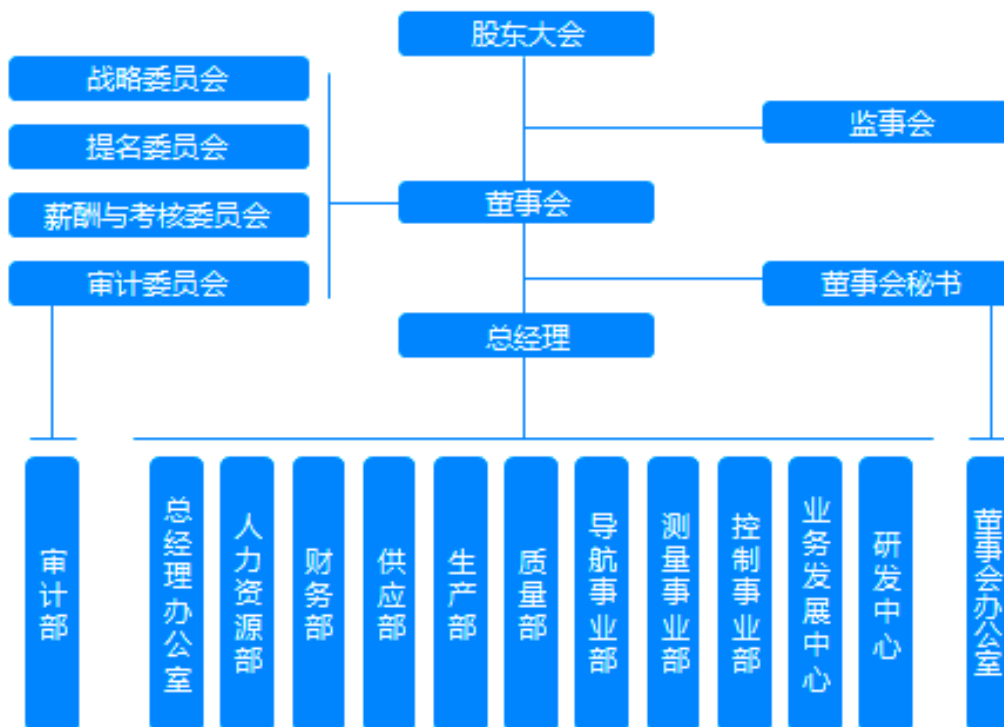 股东大会
战略委员会
监事会
提名委员会
董事会
薪酬与考核委员会
审计委员会
董事会秘书
总经理
审计部
总经理办公室
人力资源部
财务部
供应部
生产部
质量部
导航事业部
测量事业部
控制事业部
业务发展中心
研发中心
董事会办公室